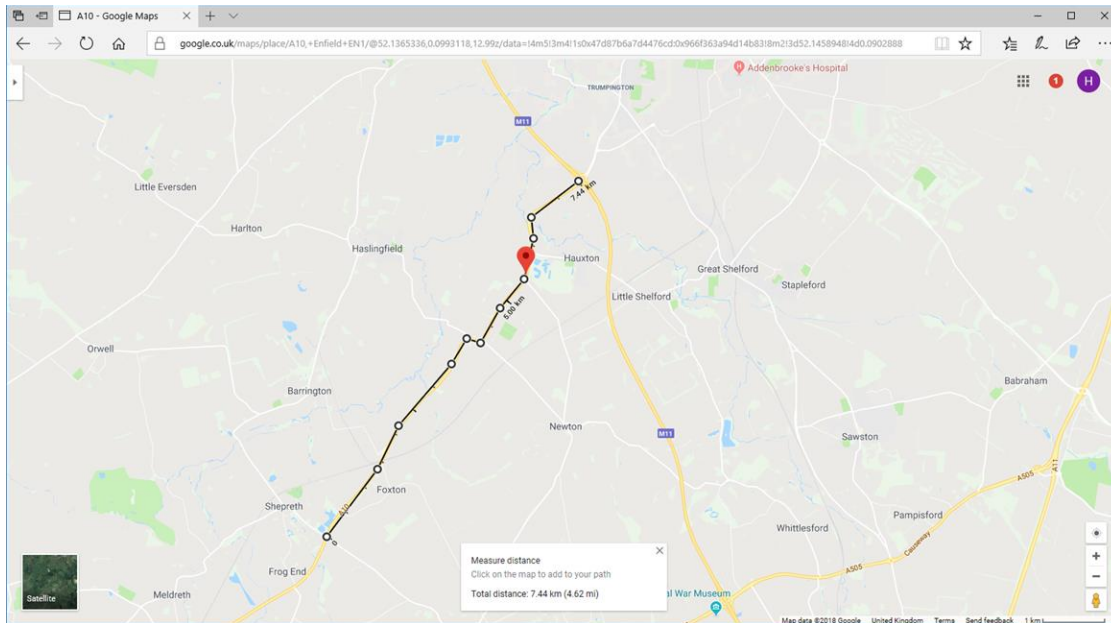 A10 - Google Maps
google.co.uk/maps/place/A10,+Enfield+EN1/@52.1365336,0.0993118,12.99z/data=!4m5!3m4!1s0x47d87b6a7d4476cd:0x966f363a94d14b83!8m2!3d52.1458948!4d0.0902888
Addenbrooke's Hospital
1
H
TRUMPINGTON
M11
7.44 km
Little Eversden
Harlton
Haslingfield
Hauxton
Great Shelford
Stapleford
Little Shelford
5.00 km
Orwell
Barrington
Babraham
Newton
M11
Sawston
A11
A505
Foxton
A10
Shepreth
Pampisford
Whittlesford
Causeway
0
Frog End
A505
Meldreth
Satellite
Measure distance
Click on the map to add to your path
Total distance: 7.44 km (4.62 mi)
al War Museum
Map data ©2018 Google United Kingdom Terms Send feedback 1 km